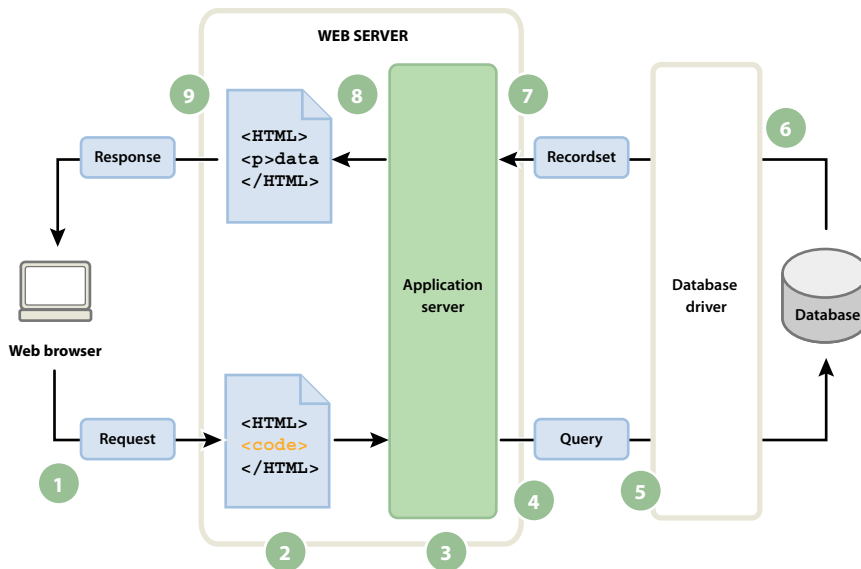 WEB SERVER
9
8
7
6
Response
<HTML>
<p>data
</HTML>
Recordset
Application
server
Database
driver
Database
Web browser
Request
<HTML>
<code>
</HTML>
Query
1
2
3
4
5